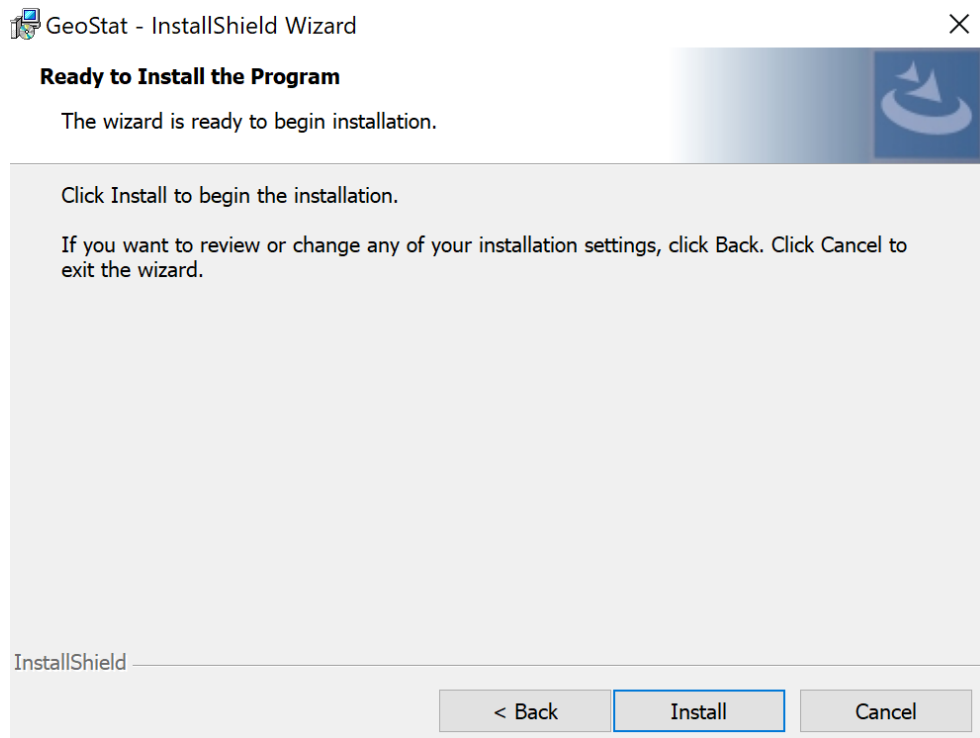 GeoStat - InstallShield Wizard
Ready to Install the Program
The wizard is ready to begin installation.
Click Install to begin the installation.
If you want to review or change any of your installation settings, click Back. Click Cancel to
exit the wizard.
InstallShield
< Back
Install
Cancel